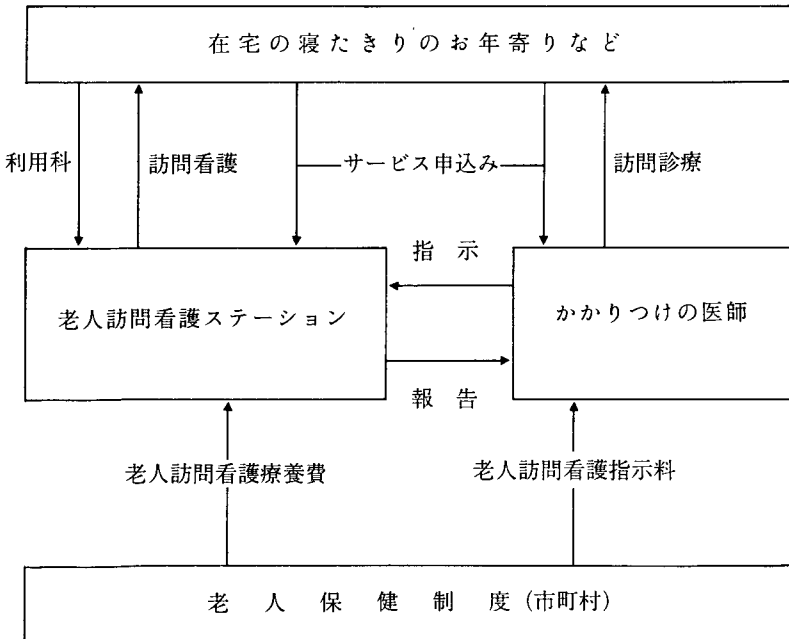 在宅の寝たきりのお年寄りなど
利用科
訪問看護
サービス申込み
訪問診療
指示
老人訪問看護ステーション
かかりつけの医師
報告
老人訪問看護療養費
老人訪問看護指示料
老人保健制度(市町村)